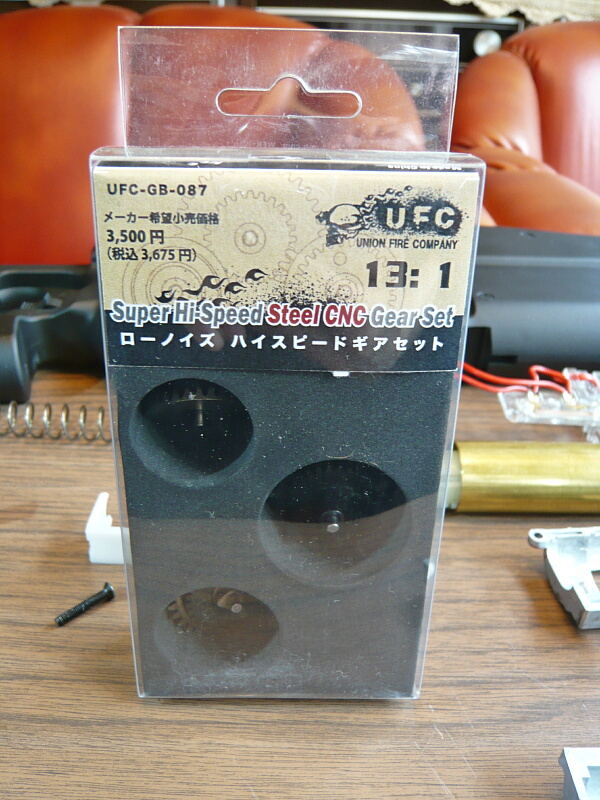 UFC-GB-087
メーカー希望小売価格
3,500円
(税込3,675円)
UFC
UNION FIRE COMPANY
13:1
Super Hi-Speed Steel CNC Gear Set
ローノイズ ハイスピードギアセット